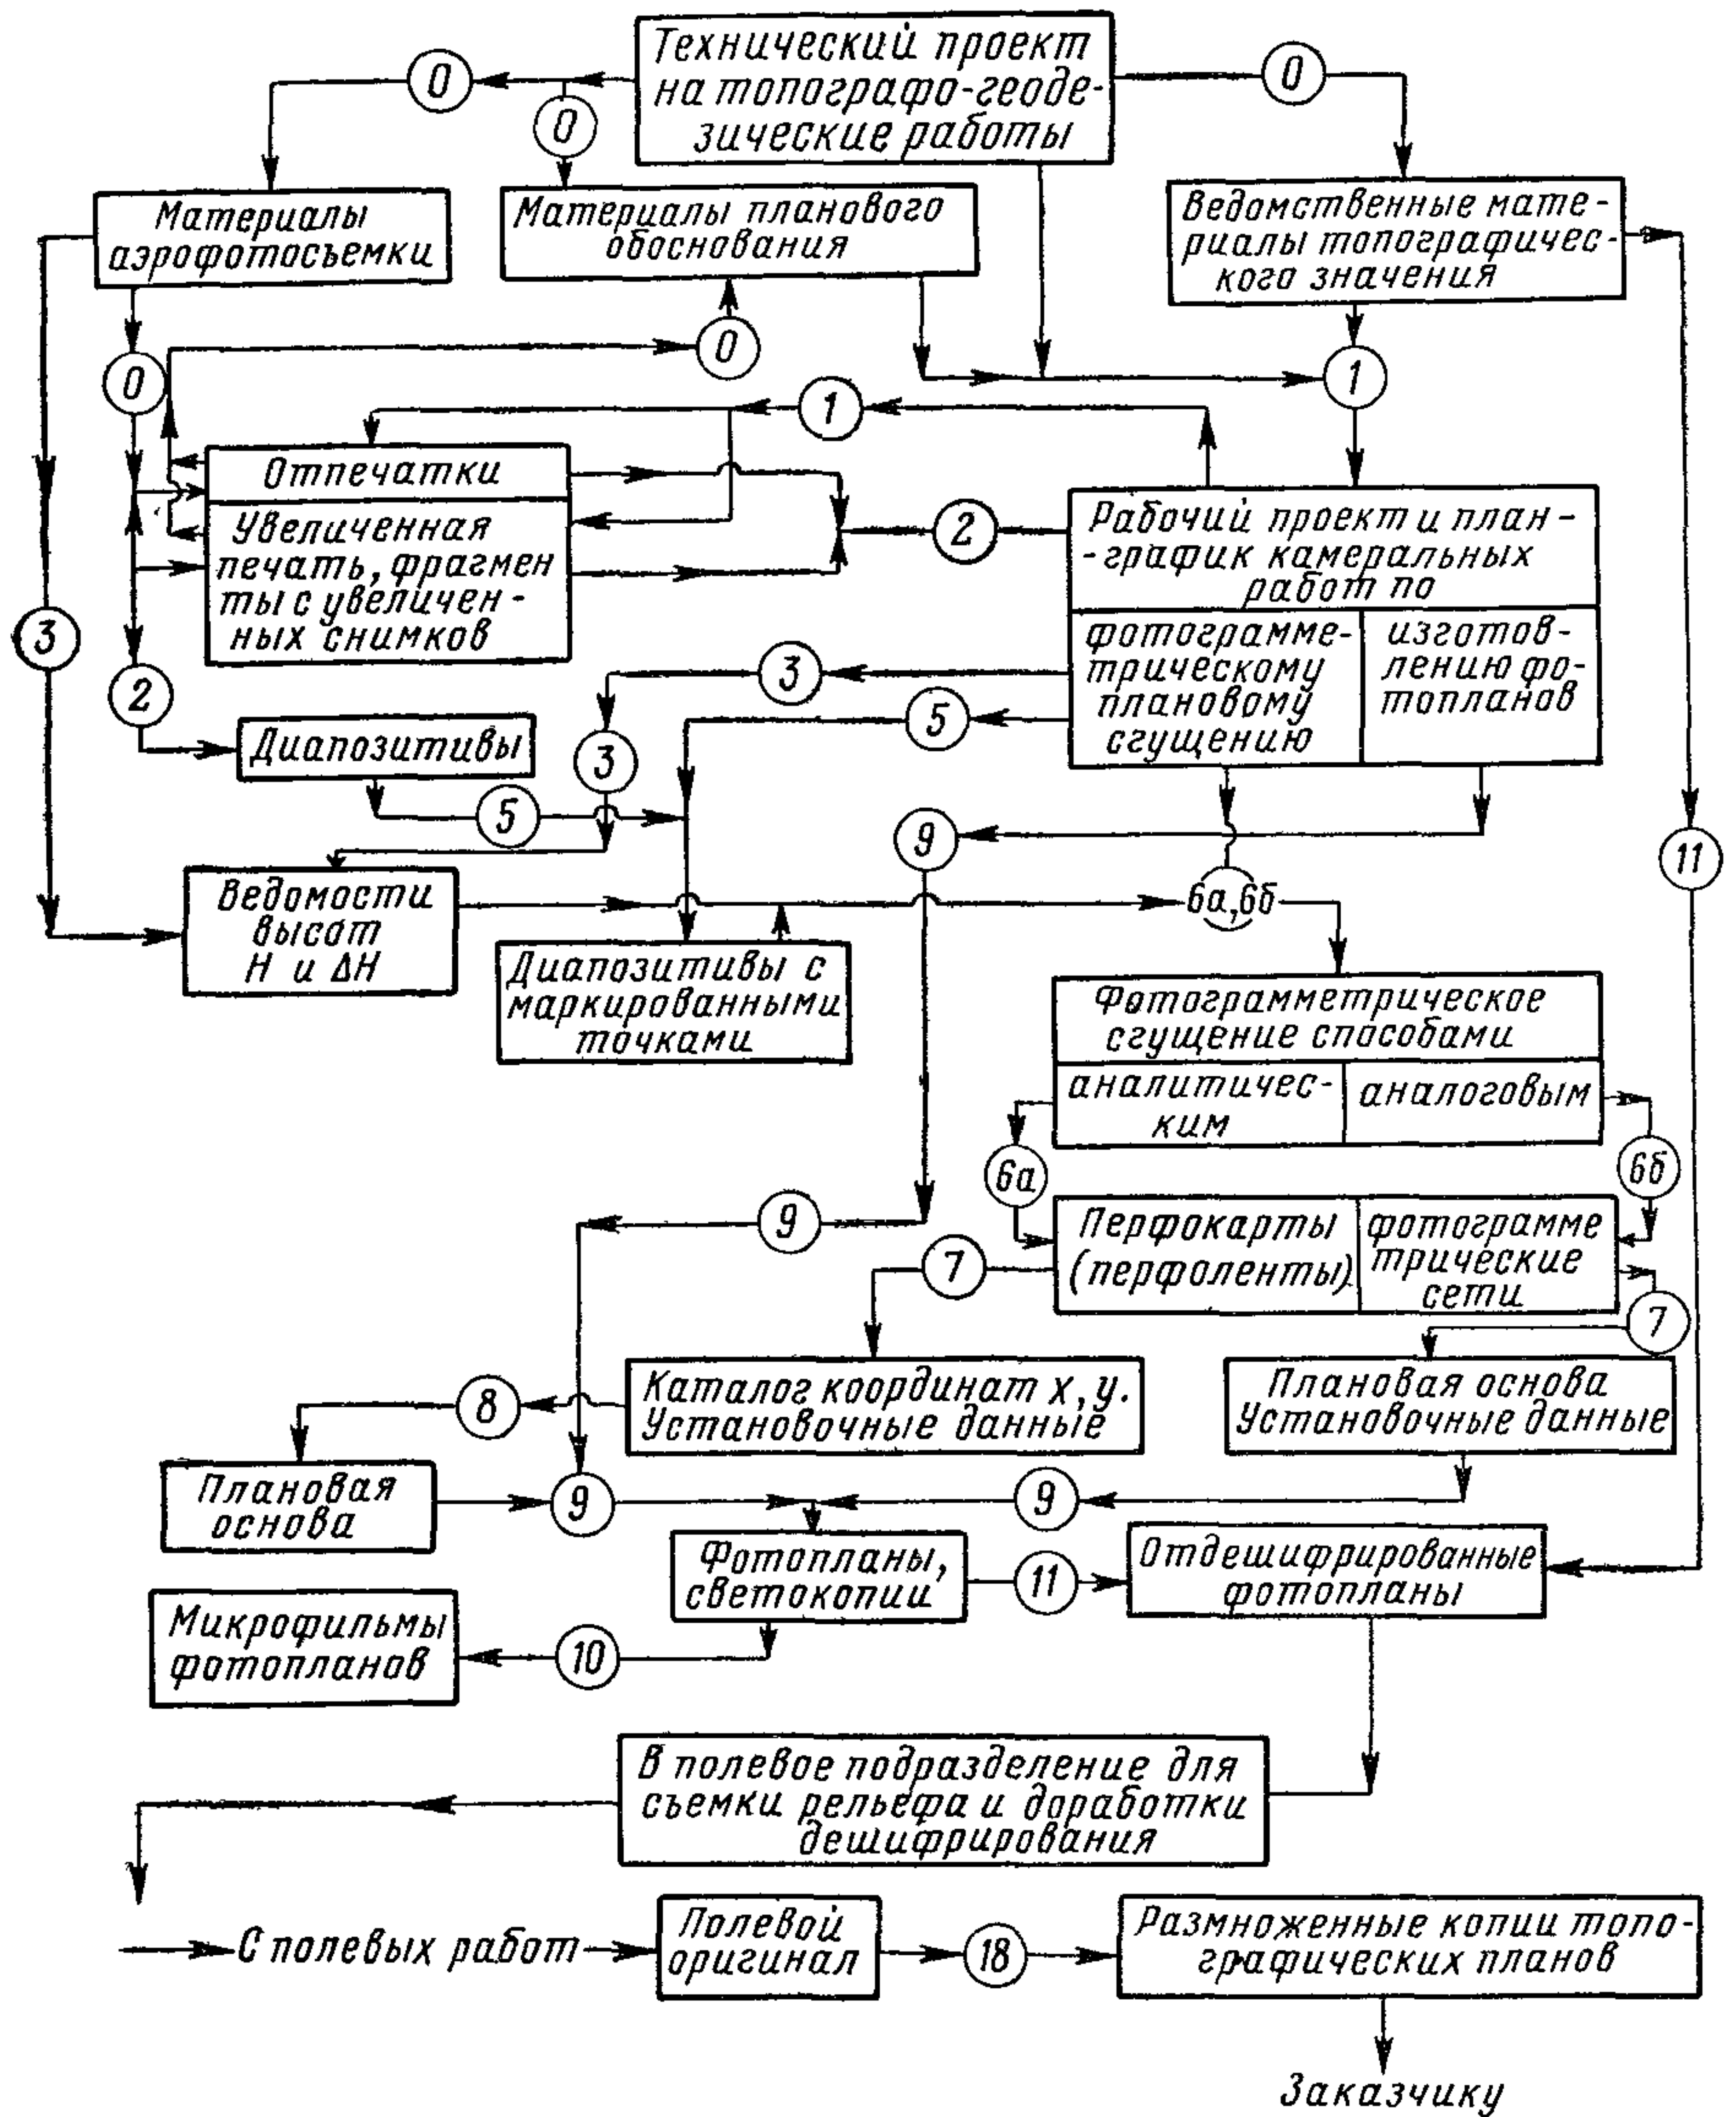 Технический проект
на топографо-геоде-
зические работы
0
0
0
Материалы
аэрофотосъемки
Материалы планового
обоснования
Ведомственные мате-
риалы топографичес-
кого значения
0
0
1
1
Отпечатки
Увеличенная
печать, фрагмен
ты с увеличен-
ных снимков
2
Рабочий проект и план-
-график камеральных
работ по
фотограмме-
трическому
плановому
сгущению
изготов-
лению фо-
топланов
3
3
2
5
Диапозитивы
3
5
9
11
Ведомости
высот
Н и ΔН
6а,6б
Диапозитивы с
маркированными
точками
Фотограмметрическое
сгущение способами
аналитичес-
ким
аналоговым
6а
6б
9
Перфокарты
(перфоленты)
фотограмме
трические
сети
7
7
Каталог координат х, у.
Установочные данные
Плановая основа
Установочные данные
8
Плановая
основа
9
9
Фотопланы,
светокопии
11
Отдешифрированные
фотопланы
Микрофильмы
фотопланов
10
В полевое подразделение для
съемки рельефа и доработки
дешифрирования
С полевых работ
Полевой
оригинал
18
Размноженные копии топо-
графических планов
Заказчику